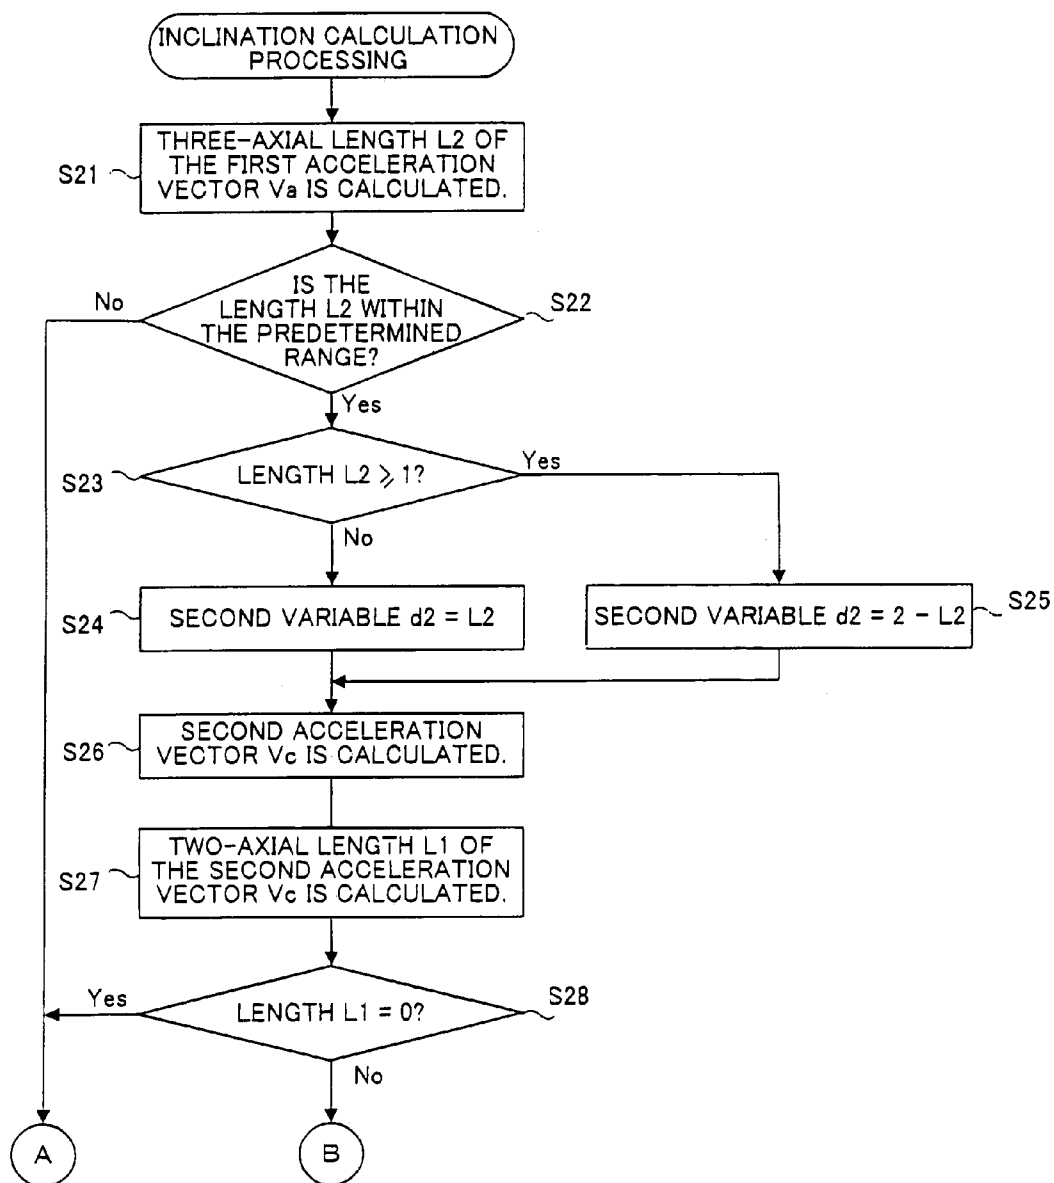 INCLINATION CALCULATION
PROCESSING
S21
THREE-AXIAL LENGTH L2 OF
THE FIRST ACCELERATION
VECTOR Va IS CALCULATED.
No
IS THE
LENGTH L2 WITHIN
THE PREDETERMINED
RANGE?
S22
Yes
S23
LENGTH L2 ≥ 1?
Yes
No
S24
SECOND VARIABLE d2 = L2
SECOND VARIABLE d2 = 2 − L2
S25
S26
SECOND ACCELERATION
VECTOR Vc IS CALCULATED.
S27
TWO-AXIAL LENGTH L1 OF
THE SECOND ACCELERATION
VECTOR Vc IS CALCULATED.
Yes
LENGTH L1 = 0?
S28
No
A
B